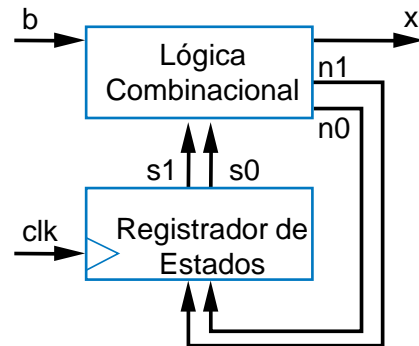 b
x
Lógica
Combinacional
n1
n0
s1
s0
clk
Registrador de
Estados